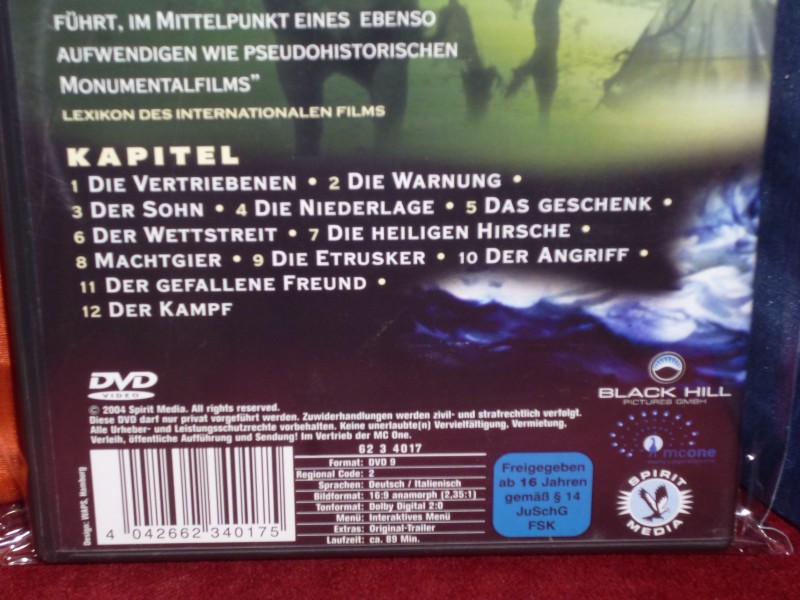 FÜHRT, IM MITTELPUNKT EINES EBENSO
AUFWENDIGEN WIE PSEUDOHISTORISCHEN
MONUMENTALFILMS"
LEXIKON DES INTERNATIONALEN FILMS
KAPITEL
1 DIE VERTRIEBENEN • 2 DIE WARNUNG •
3 DER SOHN • 4 DIE NIEDERLAGE • 5 DAS GESCHENK •
6 DER WETTSTREIT • 7 DIE HEILIGEN HIRSCHE •
8 MACHTGIER • 9 DIE ETRUSKER • 10 DER ANGRIFF •
11 DER GEFALLENE FREUND •
12 DER KAMPF
DVD
VIDEO
© 2004 Spirit Media. All rights reserved.
Diese DVD darf nur privat vorgeführt werden. Zuwiderhandlungen werden zivil- und strafrechtlich verfolgt.
Alle Urheber- und Leistungsschutzrechte vorbehalten. Keine unerlaubte(n) Vervielfältigung, Vermietung,
Verleih, öffentliche Aufführung und Sendung! Im Vertrieb der MC One.
62 3 4017
Format: DVD 9
Regional Code: 2
Sprachen: Deutsch / Italienisch
Bildformat: 16:9 anamorph (2,35:1)
Tonformat: Dolby Digital 2:0
Menü: Interaktives Menü
Extras: Original-Trailer
Laufzeit: ca. 89 Min.
Design: WAPS, Hamburg
4 042662 340175
Freigegeben
ab 16 Jahren
gemäß § 14
JuSchG
FSK
BLACK HILL
PICTURES GMBH
mcone
SPIRIT
MEDIA